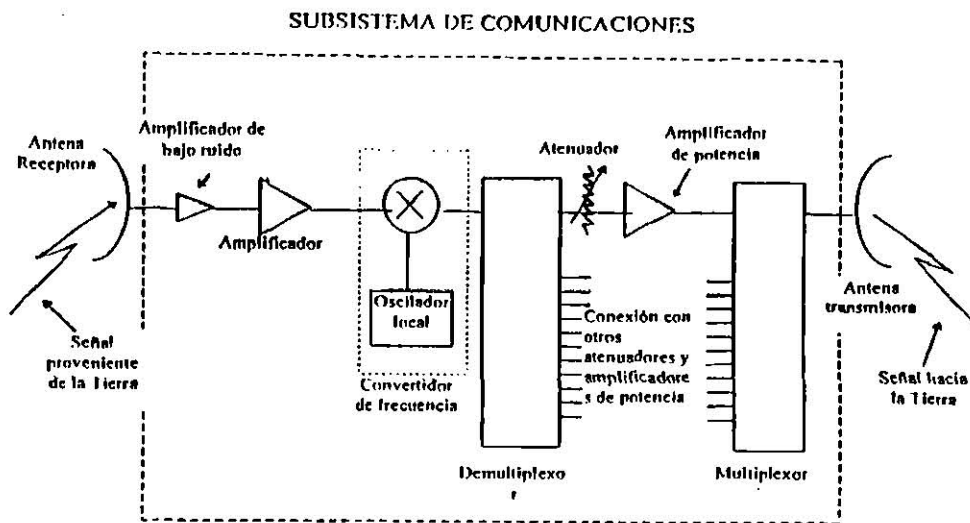 SUBSISTEMA DE COMUNICACIONES
Antena
Receptora
Amplificador de
bajo ruido
Amplificador
Atenuador
Amplificador
de potencia
Oscilador
local
Convertidor
de frecuencia
Conexión con
otros
atenuadores y
amplificadore
s de potencia
Demultiplexo
r
Multiplexor
Antena
transmisora
Señal
proveniente
de la Tierra
Señal hacia
la Tierra